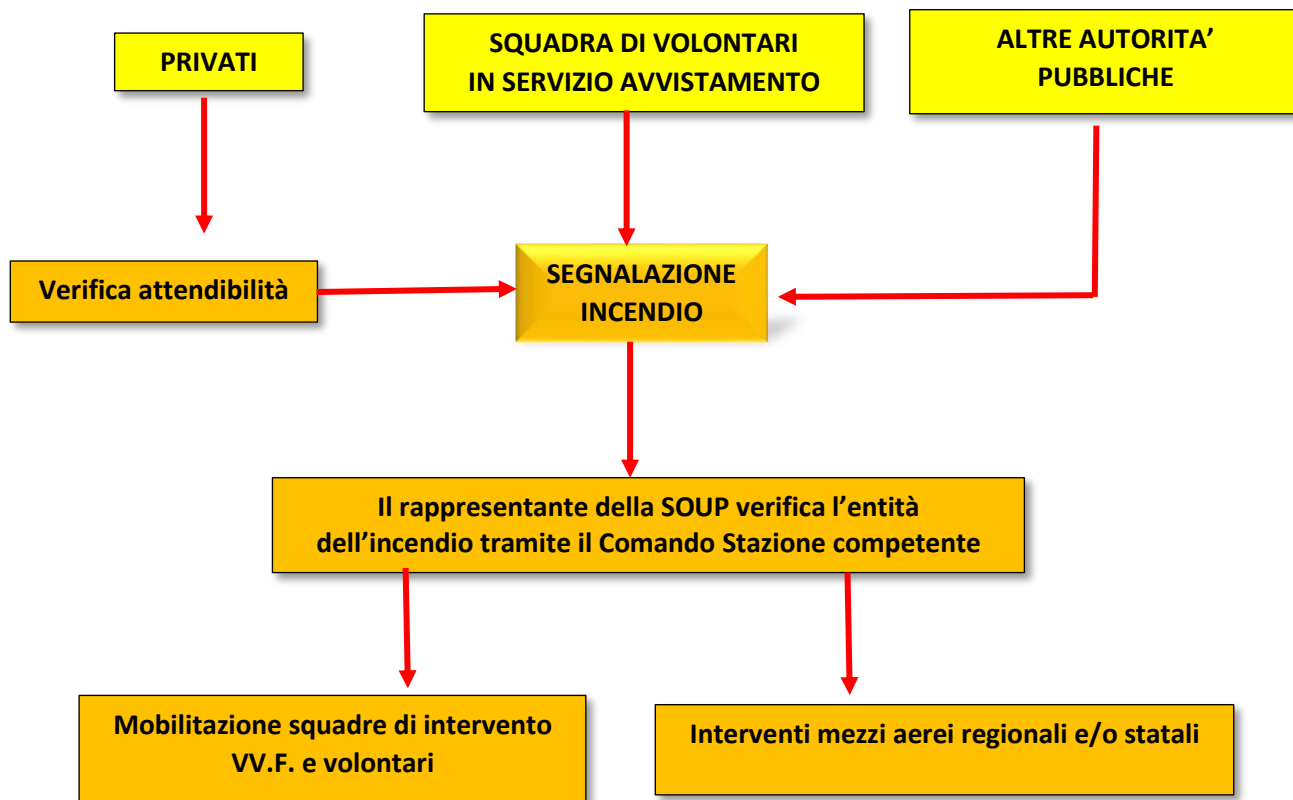 PRIVATI
SQUADRA DI VOLONTARI
IN SERVIZIO AVVISTAMENTO
ALTRE AUTORITA’
PUBBLICHE
Verifica attendibilità
SEGNALAZIONE
INCENDIO
Il rappresentante della SOUP verifica l’entità
dell’incendio tramite il Comando Stazione competente
Mobilitazione squadre di intervento
VV.F. e volontari
Interventi mezzi aerei regionali e/o statali